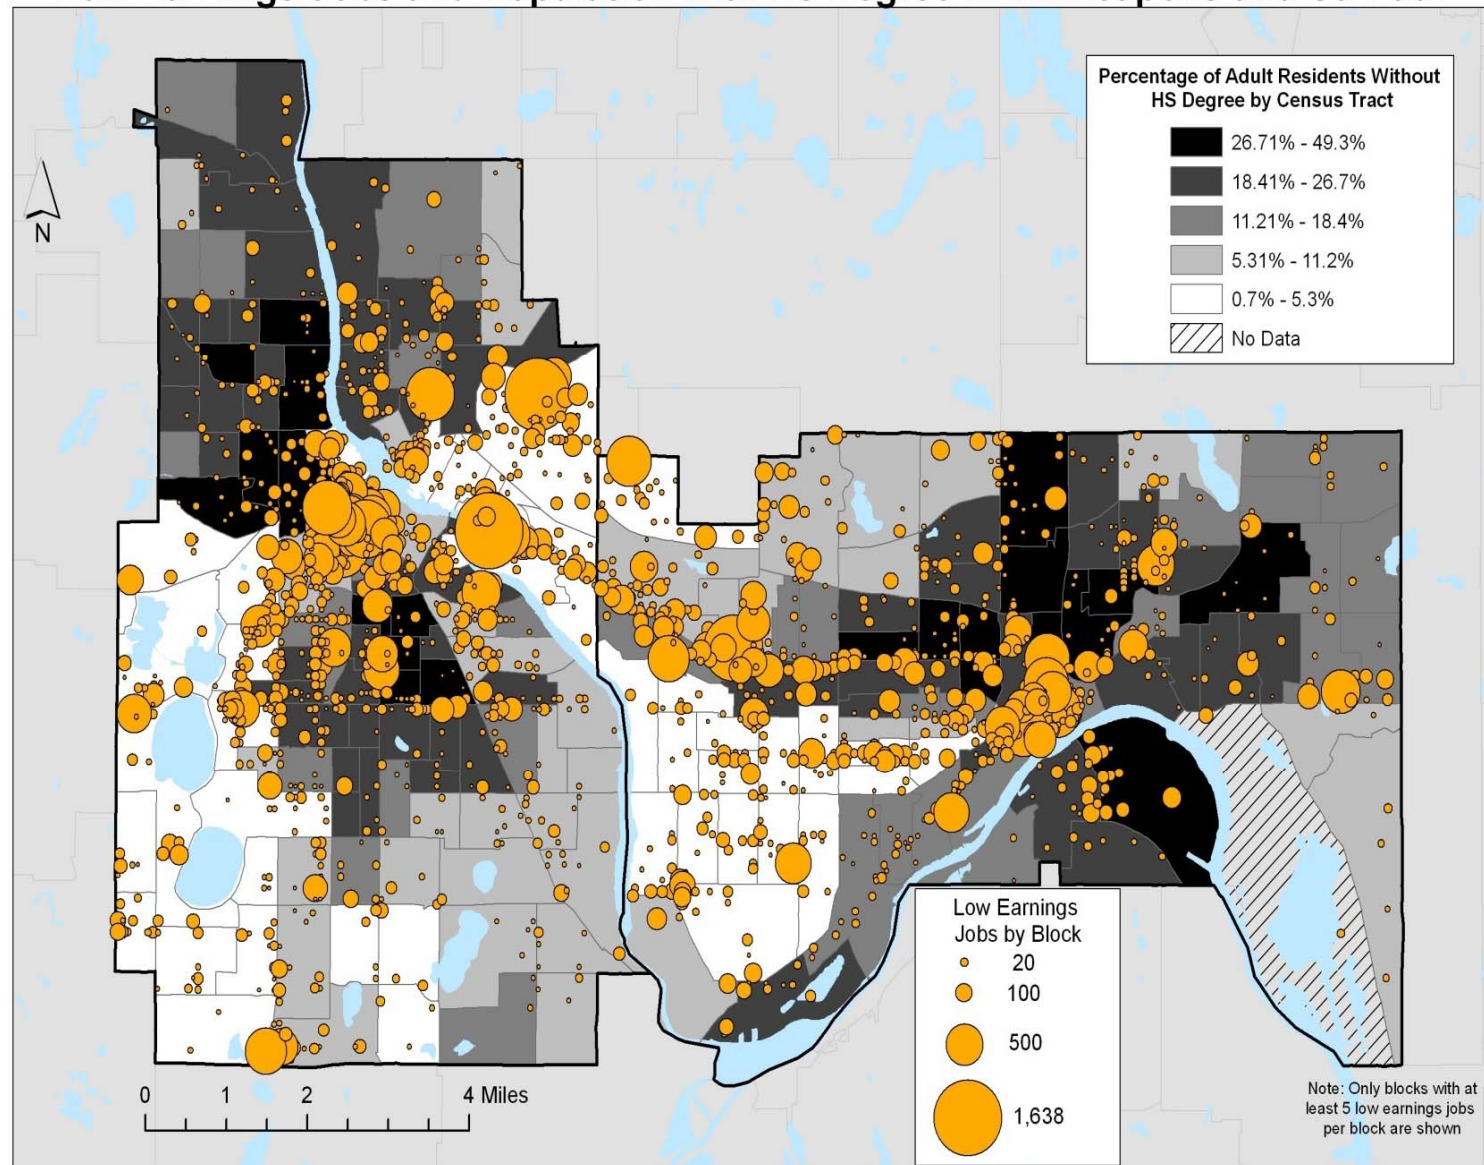 Percentage of Adult Residents Without
HS Degree by Census Tract
26.71% - 49.3%
18.41% - 26.7%
11.21% - 18.4%
5.31% - 11.2%
0.7% - 5.3%
No Data
N
Low Earnings
Jobs by Block
20
100
500
1,638
0 1 2 4 Miles
Note: Only blocks with at
least 5 low earnings jobs
per block are shown